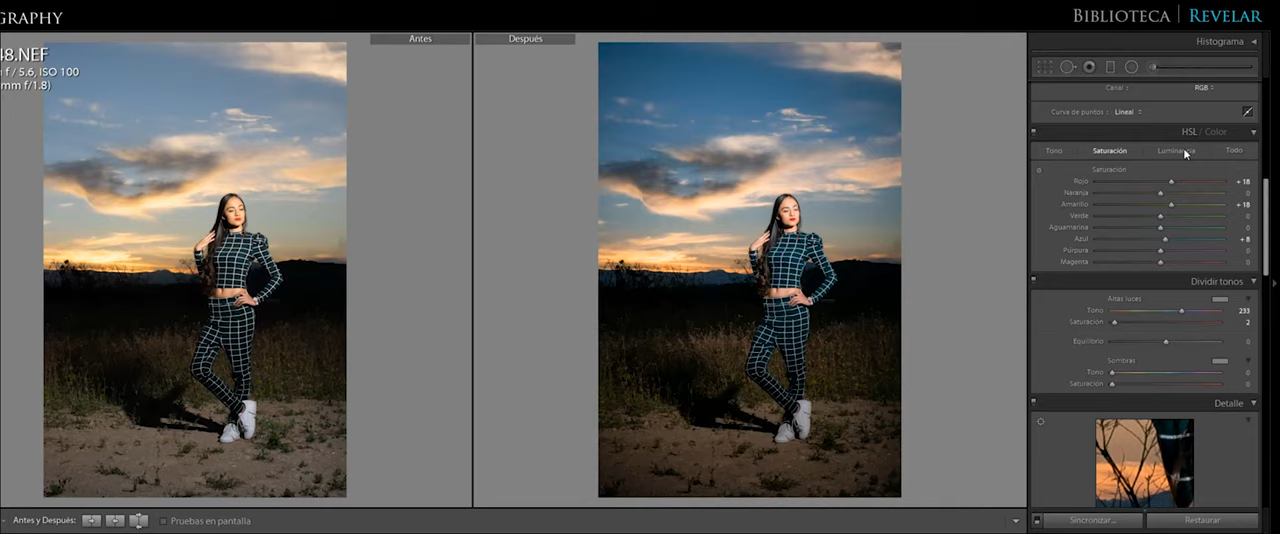 GRAPHY
BIBLIOTECA | REVELAR
48.NEF
f / 5.6, ISO 100
mm f/1.8)
Antes
Después
Histograma
Canal : RGB
Curva de puntos : Lineal
HSL / Color
Tono Saturación Luminancia Todo
Saturación
Rojo + 18
Naranja 0
Amarillo + 18
Verde 0
Aguamarina 0
Azul + 8
Púrpura 0
Magenta 0
Dividir tonos
Altas luces
Tono 233
Saturación 2
Equilibrio 0
Sombras
Tono 0
Saturación 0
Detalle
Antes y Después:
Pruebas en pantalla
Sincronizar...
Restaurar